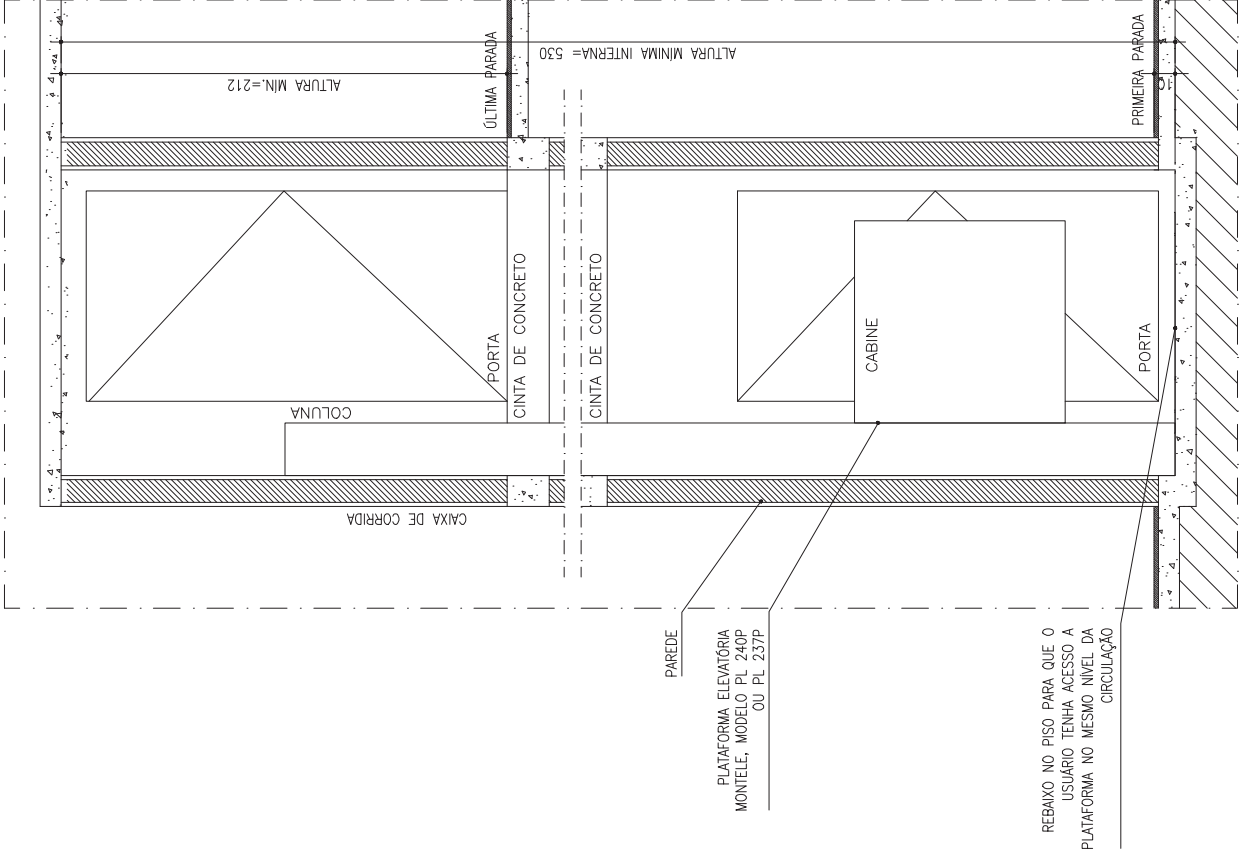 ÚLTIMA PARADA
ALTURA MÍNIMA INTERNA= 530
ALTURA MÍN.=212
PRIMEIRA PARADA
PORTA
CINTA DE CONCRETO
CINTA DE CONCRETO
COLUNA
CABINE
PORTA
CAIXA DE CORRIDA
PAREDE
PLATAFORMA ELEVATÓRIA
MONTELE, MODELO PL 240P
OU PL 237P
REBAIXO NO PISO PARA QUE O
USUÁRIO TENHA ACESSO A
PLATAFORMA NO MESMO NÍVEL DA
CIRCULAÇÃO